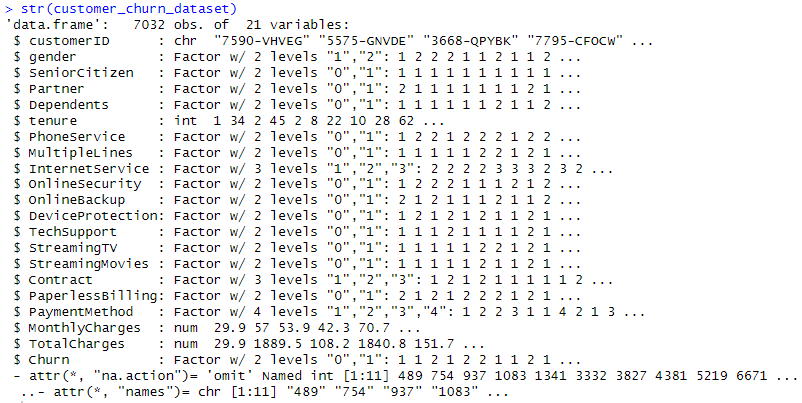 > str(customer_churn_dataset)
'data.frame':   7032 obs. of  21 variables:
 $ customerID      : chr  "7590-VHVEG" "5575-GNVDE" "3668-QPYBK" "7795-CFOCW" ...
 $ gender          : Factor w/ 2 levels "1","2": 1 2 2 2 1 1 2 1 1 2 ...
 $ SeniorCitizen   : Factor w/ 2 levels "0","1": 1 1 1 1 1 1 1 1 1 1 ...
 $ Partner         : Factor w/ 2 levels "0","1": 2 1 1 1 1 1 1 1 2 1 ...
 $ Dependents      : Factor w/ 2 levels "0","1": 1 1 1 1 1 1 2 1 1 2 ...
 $ tenure          : int  1 34 2 45 2 8 22 10 28 62 ...
 $ PhoneService    : Factor w/ 2 levels "0","1": 1 2 2 1 2 2 2 1 2 2 ...
 $ MultipleLines   : Factor w/ 2 levels "0","1": 1 1 1 1 1 2 2 1 2 1 ...
 $ InternetService : Factor w/ 3 levels "1","2","3": 2 2 2 2 3 3 3 2 3 2 ...
 $ OnlineSecurity  : Factor w/ 2 levels "0","1": 1 2 2 2 1 1 1 2 1 2 ...
 $ OnlineBackup    : Factor w/ 2 levels "0","1": 2 1 2 1 1 1 2 1 1 2 ...
 $ DeviceProtection: Factor w/ 2 levels "0","1": 1 2 1 2 1 2 1 1 2 1 ...
 $ TechSupport     : Factor w/ 2 levels "0","1": 1 1 1 2 1 1 1 1 2 1 ...
 $ StreamingTV     : Factor w/ 2 levels "0","1": 1 1 1 1 1 2 2 1 2 1 ...
 $ StreamingMovies : Factor w/ 2 levels "0","1": 1 1 1 1 1 2 1 1 2 1 ...
 $ Contract        : Factor w/ 3 levels "1","2","3": 1 2 1 2 1 1 1 1 1 2 ...
 $ PaperlessBilling: Factor w/ 2 levels "0","1": 2 1 2 1 2 2 2 1 2 1 ...
 $ PaymentMethod   : Factor w/ 4 levels "1","2","3","4": 1 2 2 3 1 1 4 2 1 3 ...
 $ MonthlyCharges  : num  29.9 57 53.9 42.3 70.7 ...
 $ TotalCharges    : num  29.9 1889.5 108.2 1840.8 151.7 ...
 $ Churn           : Factor w/ 2 levels "0","1": 1 1 2 1 2 2 1 1 2 1 ...
 - attr(*, "na.action")= 'omit' Named int [1:11] 489 754 937 1083 1341 3332 3827 4381 5219 6671 ...
  ..- attr(*, "names")= chr [1:11] "489" "754" "937" "1083" ...